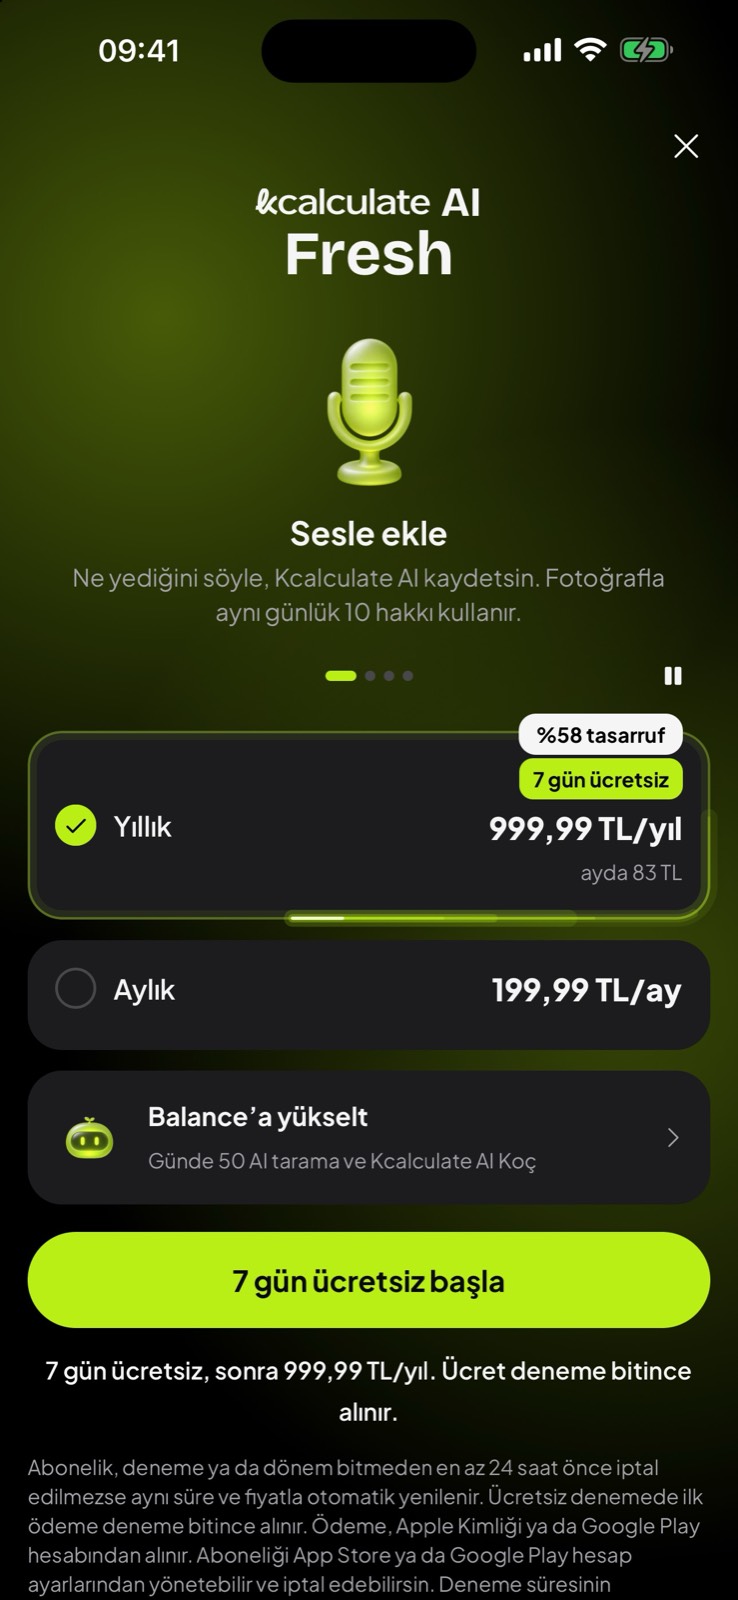 09:41
kcalculate AI
Fresh
Sesle ekle
Ne yediğini söyle, Kcalculate AI kaydetsin. Fotoğrafla
aynı günlük 10 hakkı kullanır.
%58 tasarruf
7 gün ücretsiz
Yıllık
999,99 TL/yıl
ayda 83 TL
Aylık
199,99 TL/ay
Balance’a yükselt
Günde 50 AI tarama ve Kcalculate AI Koç
7 gün ücretsiz başla
7 gün ücretsiz, sonra 999,99 TL/yıl. Ücret deneme bitince
alınır.
Abonelik, deneme ya da dönem bitmeden en az 24 saat önce iptal
edilmezse aynı süre ve fiyatla otomatik yenilenir. Ücretsiz denemede ilk
ödeme deneme bitince alınır. Ödeme, Apple Kimliği ya da Google Play
hesabından alınır. Aboneliği App Store ya da Google Play hesap
ayarlarından yönetebilir ve iptal edebilirsin. Deneme süresinin